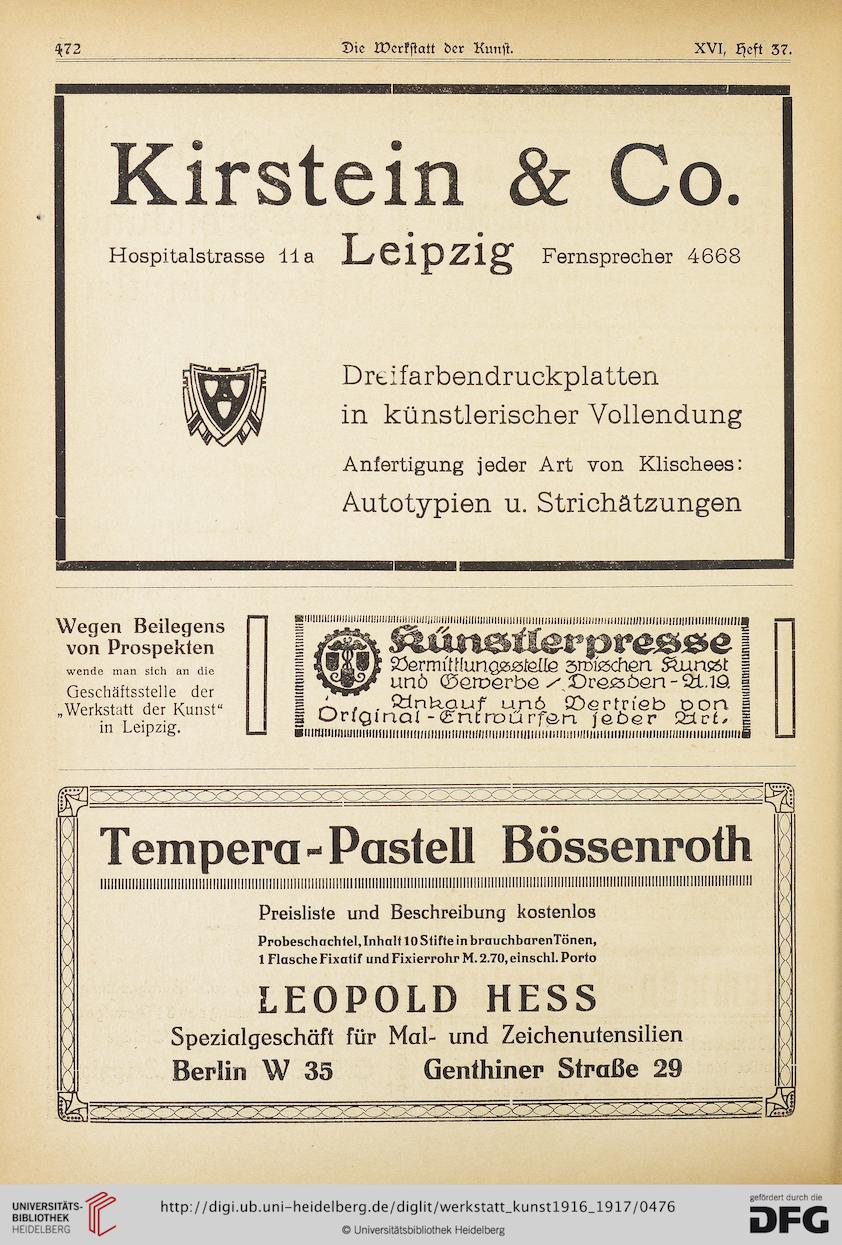 472 Die Werkstatt der Kunst. XVI, Heft 37.
Kirstein & Co.
Hospitalstrasse 11a Leipzig Fernsprecher 4668
Dreifarbendruckplatten
in künstlerischer Vollendung
Anfertigung jeder Art von Klischees:
Autotypien u. Strichätzungen
Wegen Beilegens
von Prospekten
wende man sich an die
Geschäftsstelle der
„Werkstatt der Kunst“
in Leipzig.
Künstlerpresse
Vermittlungsstelle zwischen Kunst
und Gewerbe / Dresden-A.19
Ankauf und Vertrieb von
Original-Entwürfen jeder Art.
Tempera-Pastell Bössenroth
Preisliste und Beschreibung kostenlos
Probeschachtel, Inhalt 10 Stifte in brauchbaren Tönen,
1 Flasche Fixatif und Fixierrohr M. 2.70, einschl. Porto
LEOPOLD HESS
Spezialgeschäft für Mal- und Zeichenutensilien
Berlin W 35 Genthiner Straße 29
UNIVERSITÄTS-
BIBLIOTHEK
HEIDELBERG
http://digi.ub.uni-heidelberg.de/diglit/werkstatt_kunst1916_1917/0476
© Universitätsbibliothek Heidelberg
gefördert durch die
DFG